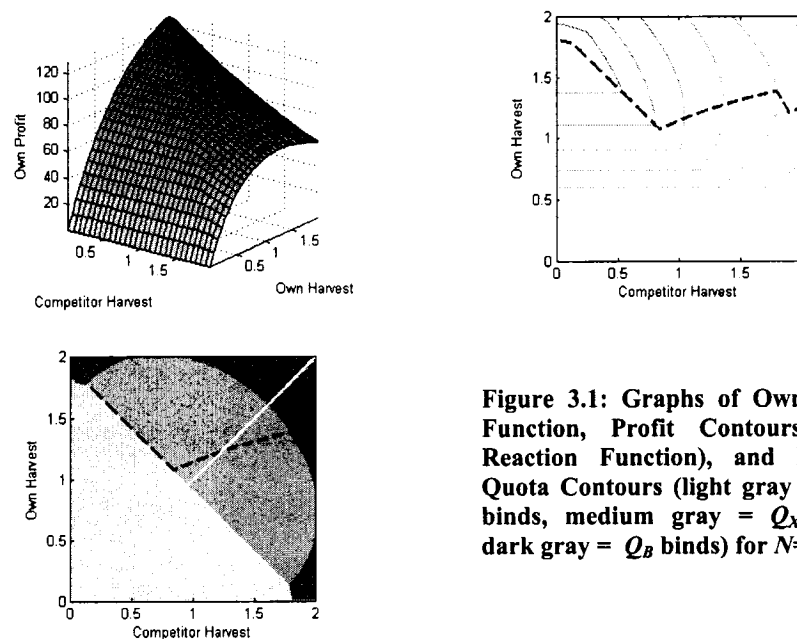 120
100
80
60
40
20
Own Profit
0.5
1
1.5
Competitor Harvest
0.5
1
1.5
Own Harvest
2
1.5
1
0.5
0
Own Harvest
0
0.5
1
1.5
Competitor Harvest
2
1.5
1
0.5
0
Own Harvest
0
0.5
1
1.5
2
Competitor Harvest
Figure 3.1: Graphs of Own
Function, Profit Contours
Reaction Function), and
Quota Contours (light gray
binds, medium gray = QX
dark gray = QB binds) for N=